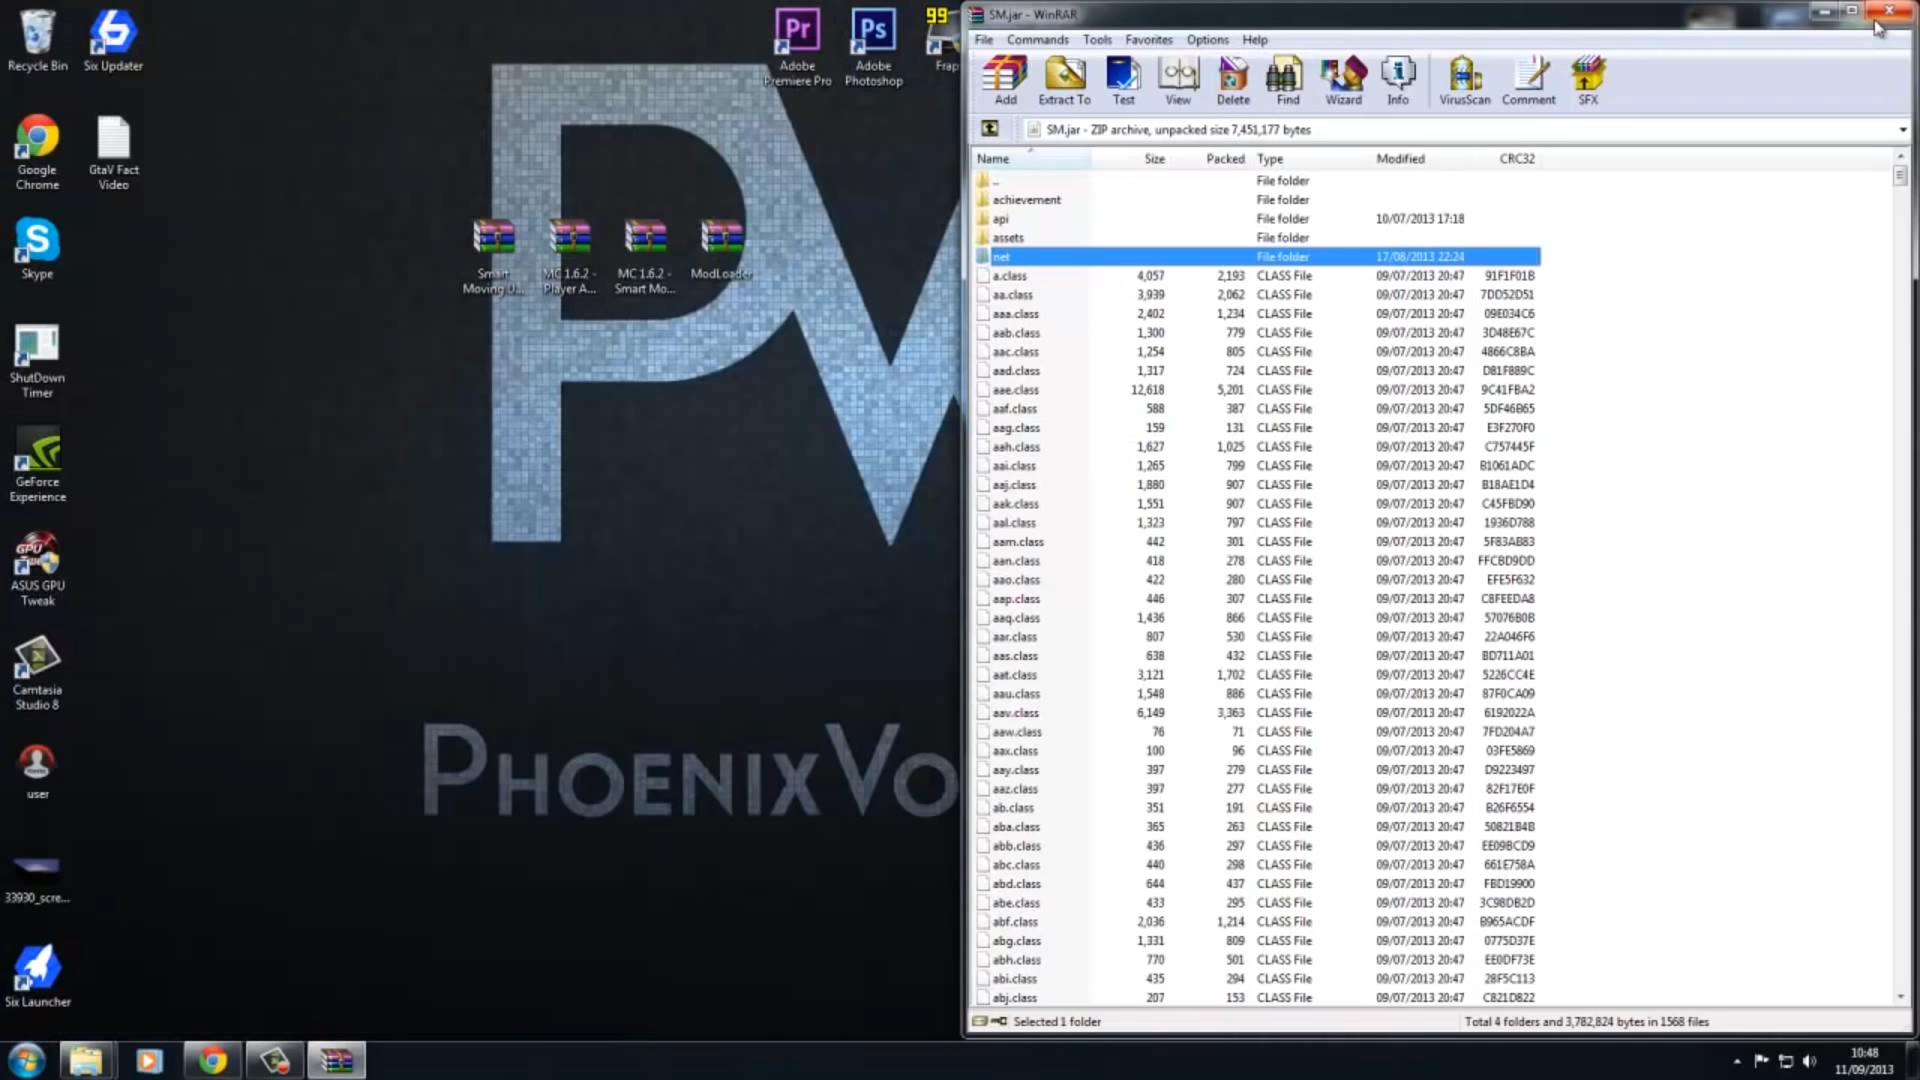 Recycle Bin
Six Updater
Google
Chrome
GtaV Fact
Video
Skype
ShutDown
Timer
GeForce
Experience
ASUS GPU
Tweak
Camtasia
Studio 8
user
33930_scre...
Six Launcher
Pr
Adobe
Premiere Pro
Ps
Adobe
Photoshop
99
Frap
Smart
Moving U...
MC 1.6.2 -
Player A...
MC 1.6.2 -
Smart Mo...
ModLoader
PHOENIXVO
SM.jar - WinRAR
File Commands Tools Favorites Options Help
Add Extract To Test View Delete Find Wizard Info VirusScan Comment SFX
SM.jar - ZIP archive, unpacked size 7,451,177 bytes
Name Size Packed Type Modified CRC32
.. File folder
achievement File folder
api File folder 10/07/2013 17:18
assets File folder
net File folder 17/08/2013 22:24
a.class 4,057 2,193 CLASS File 09/07/2013 20:47 91F1F01B
aa.class 3,939 2,062 CLASS File 09/07/2013 20:47 7DD52D51
aaa.class 2,402 1,234 CLASS File 09/07/2013 20:47 09E034C6
aab.class 1,300 779 CLASS File 09/07/2013 20:47 3D48E67C
aac.class 1,254 805 CLASS File 09/07/2013 20:47 4866C8BA
aad.class 1,317 724 CLASS File 09/07/2013 20:47 D81F889C
aae.class 12,618 5,201 CLASS File 09/07/2013 20:47 9C41FBA2
aaf.class 588 387 CLASS File 09/07/2013 20:47 5DF46B65
aag.class 159 131 CLASS File 09/07/2013 20:47 E3F270F0
aah.class 1,627 1,025 CLASS File 09/07/2013 20:47 C757445F
aai.class 1,265 799 CLASS File 09/07/2013 20:47 B1061ADC
aaj.class 1,880 907 CLASS File 09/07/2013 20:47 B18AE1D4
aak.class 1,551 907 CLASS File 09/07/2013 20:47 C45FBD90
aal.class 1,323 797 CLASS File 09/07/2013 20:47 1936D788
aam.class 442 301 CLASS File 09/07/2013 20:47 5F83AB83
aan.class 418 278 CLASS File 09/07/2013 20:47 FFCBD9DD
aao.class 422 280 CLASS File 09/07/2013 20:47 EFE5F632
aap.class 446 307 CLASS File 09/07/2013 20:47 C8FEEDA8
aaq.class 1,436 866 CLASS File 09/07/2013 20:47 57076B0B
aar.class 807 530 CLASS File 09/07/2013 20:47 22A046F6
aas.class 638 432 CLASS File 09/07/2013 20:47 BD711A01
aat.class 3,121 1,702 CLASS File 09/07/2013 20:47 5226CC4E
aau.class 1,548 886 CLASS File 09/07/2013 20:47 87F0CA09
aav.class 6,149 3,363 CLASS File 09/07/2013 20:47 6192022A
aaw.class 76 71 CLASS File 09/07/2013 20:47 7FD204A7
aax.class 100 96 CLASS File 09/07/2013 20:47 03FE5869
aay.class 397 279 CLASS File 09/07/2013 20:47 D9223497
aaz.class 397 277 CLASS File 09/07/2013 20:47 82F17E0F
ab.class 351 191 CLASS File 09/07/2013 20:47 B26F6554
aba.class 365 263 CLASS File 09/07/2013 20:47 50821B4B
abb.class 436 297 CLASS File 09/07/2013 20:47 EE09BCD9
abc.class 440 298 CLASS File 09/07/2013 20:47 661E758A
abd.class 644 437 CLASS File 09/07/2013 20:47 FBD19900
abe.class 433 295 CLASS File 09/07/2013 20:47 3C98DB2D
abf.class 2,036 1,214 CLASS File 09/07/2013 20:47 B965ACDF
abg.class 1,331 809 CLASS File 09/07/2013 20:47 0775D37E
abh.class 770 501 CLASS File 09/07/2013 20:47 EE0DF73E
abi.class 435 294 CLASS File 09/07/2013 20:47 28F5C113
abj.class 207 153 CLASS File 09/07/2013 20:47 C821D822
Selected 1 folder
Total 4 folders and 3,782,824 bytes in 1568 files
10:48
11/09/2013